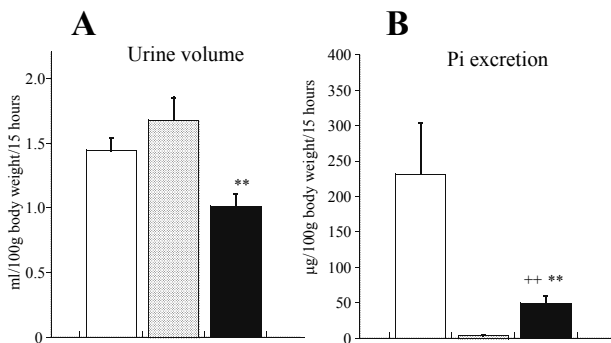 A
Urine volume
ml/100g body weight/15 hours
2.0
1.5
1.0
0.5
0
**
B
Pi excretion
µg/100g body weight/15 hours
400
350
300
250
200
150
100
50
0
++ **